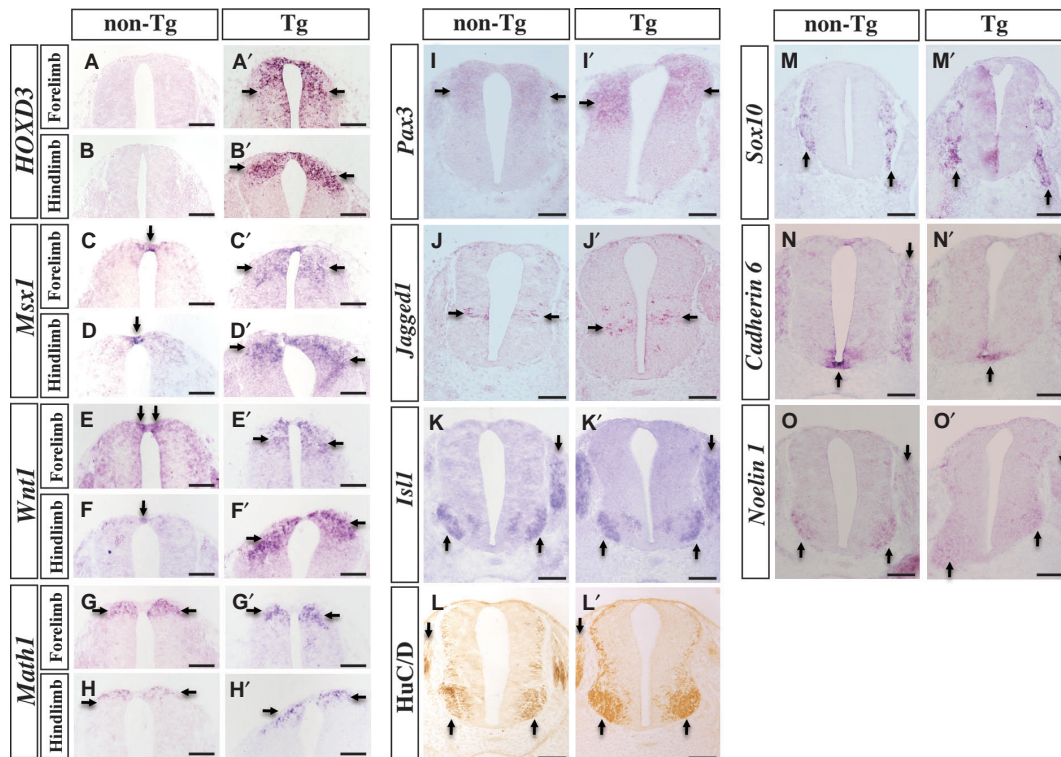 non-Tg Tg
HOXD3
Forelimb
A A′
Hindlimb
B B′
Msx1
Forelimb
C C′
Hindlimb
D D′
Wnt1
Forelimb
E E′
Hindlimb
F F′
Math1
Forelimb
G G′
Hindlimb
H H′
non-Tg Tg
Pax3
I I′
Jagged1
J J′
Isl1
K K′
HuC/D
L L′
non-Tg Tg
Sox10
M M′
Cadherin 6
N N′
Noelin 1
O O′